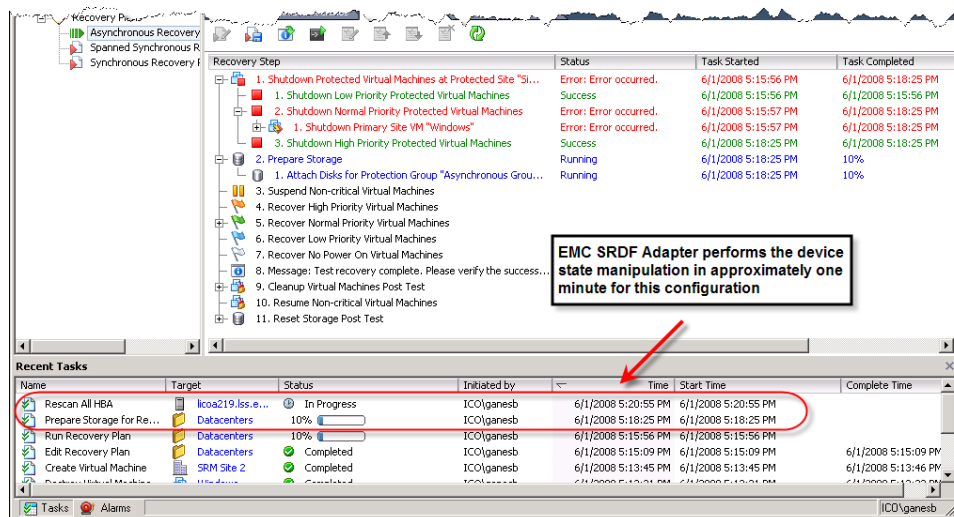 Recovery Pla
Asynchronous Recovery
Spanned Synchronous R
Synchronous Recovery F
Recovery Step Status Task Started Task Completed
1. Shutdown Protected Virtual Machines at Protected Site "Si... Error: Error occurred. 6/1/2008 5:15:56 PM 6/1/2008 5:18:25 PM
1. Shutdown Low Priority Protected Virtual Machines Success 6/1/2008 5:15:56 PM 6/1/2008 5:15:56 PM
2. Shutdown Normal Priority Protected Virtual Machines Error: Error occurred. 6/1/2008 5:15:57 PM 6/1/2008 5:18:25 PM
1. Shutdown Primary Site VM "Windows" Error: Error occurred. 6/1/2008 5:15:57 PM 6/1/2008 5:18:25 PM
3. Shutdown High Priority Protected Virtual Machines Success 6/1/2008 5:18:25 PM 6/1/2008 5:18:25 PM
2. Prepare Storage Running 6/1/2008 5:18:25 PM 10%
1. Attach Disks for Protection Group "Asynchronous Grou... Running 6/1/2008 5:18:25 PM 10%
3. Suspend Non-critical Virtual Machines
4. Recover High Priority Virtual Machines
5. Recover Normal Priority Virtual Machines
6. Recover Low Priority Virtual Machines
7. Recover No Power On Virtual Machines
8. Message: Test recovery complete. Please verify the success...
9. Cleanup Virtual Machines Post Test
10. Resume Non-critical Virtual Machines
11. Reset Storage Post Test
EMC SRDF Adapter performs the device
state manipulation in approximately one
minute for this configuration
Recent Tasks
Name Target Status Initiated by Time Start Time Complete Time
Rescan All HBA licoa219.lss.e... In Progress ICO\ganesb 6/1/2008 5:20:55 PM 6/1/2008 5:20:55 PM
Prepare Storage for Re... Datacenters 10% ICO\ganesb 6/1/2008 5:18:25 PM 6/1/2008 5:18:25 PM
Run Recovery Plan Datacenters 10% ICO\ganesb 6/1/2008 5:15:56 PM 6/1/2008 5:15:56 PM
Edit Recovery Plan Datacenters Completed ICO\ganesb 6/1/2008 5:15:09 PM 6/1/2008 5:15:09 PM 6/1/2008 5:15:09 PM
Create Virtual Machine SRM Site 2 Completed ICO\ganesb 6/1/2008 5:13:45 PM 6/1/2008 5:13:45 PM 6/1/2008 5:13:46 PM
Tasks Alarms ICO\ganesb